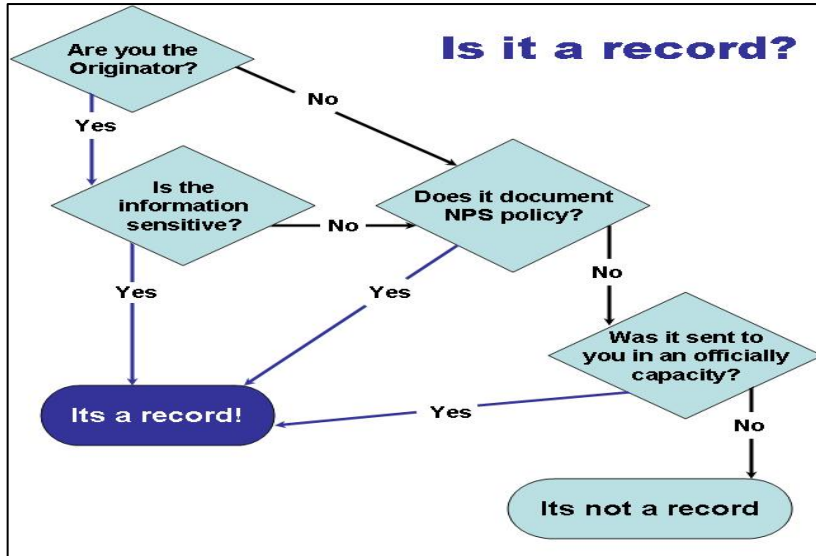 Is it a record?
Are you the
Originator?
No
Yes
Is the
information
sensitive?
No
Does it document
NPS policy?
Yes
Yes
No
Was it sent to
you in an officially
capacity?
Its a record!
Yes
No
Its not a record